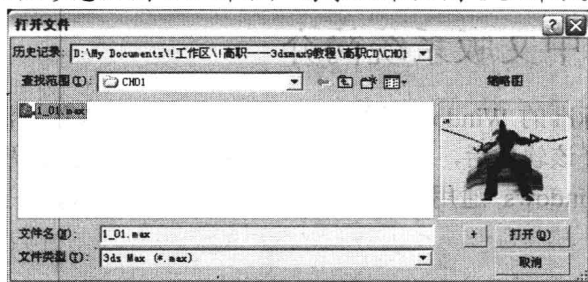 打开文件
历史记录: D:\My Documents\!工作区\!高职——3dsmax9教程\高职CD\CH01
查找范围(I): CH01
缩略图
1_01.max
文件名(N): 1_01.max + 打开(O)
文件类型(T): 3ds Max (*.max) 取消